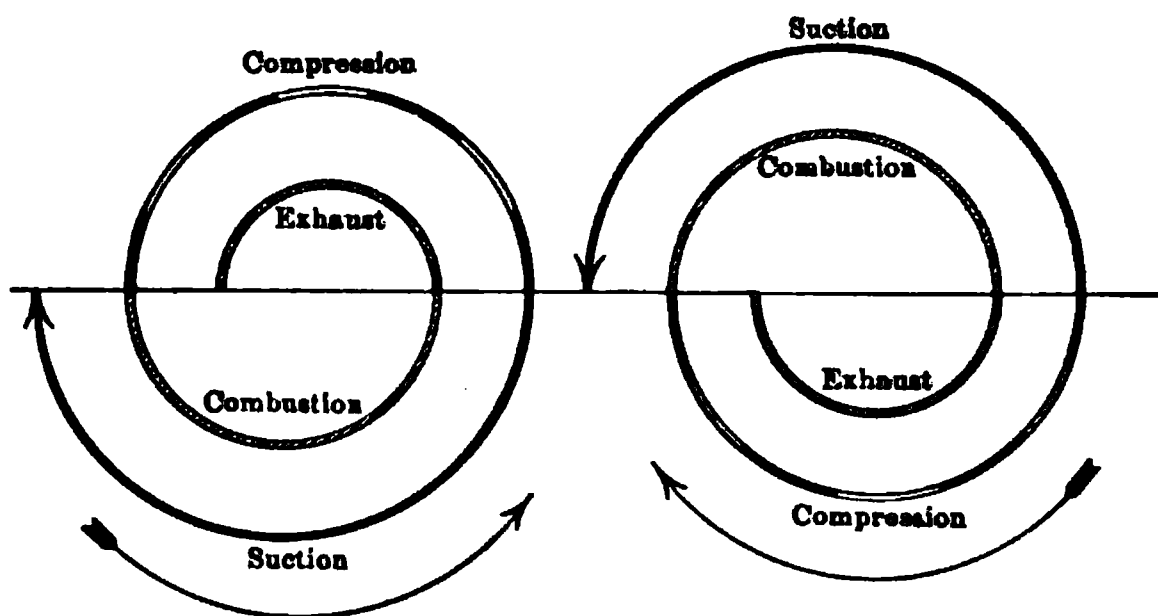 Compression
Exhaust
Combustion
Suction
Suction
Combustion
Exhaust
Compression